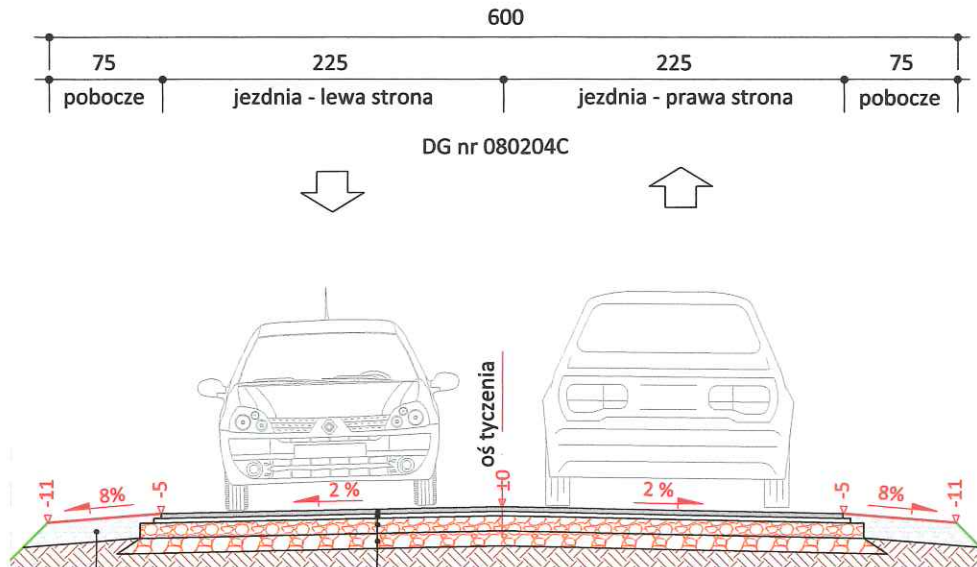 600
75 225 225 75
pobocze jezdnia - lewa strona jezdnia - prawa strona pobocze
DG nr 080204C
oś tyczenia
-11 8% -5 2 % ±0 2 % -5 8% -11